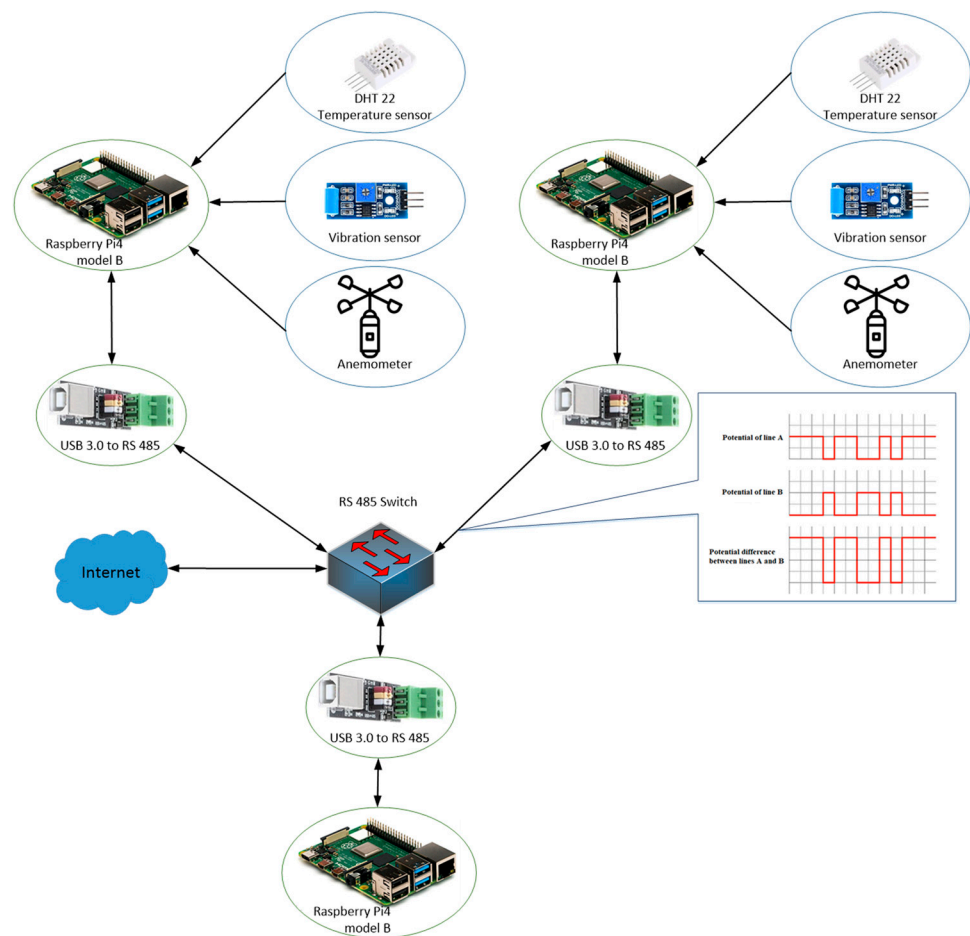 DHT 22
Temperature sensor
DHT 22
Temperature sensor
Raspberry Pi4
model B
Vibration sensor
Raspberry Pi4
model B
Vibration sensor
Anemometer
Anemometer
USB 3.0 to RS 485
USB 3.0 to RS 485
Potential of line A
Potential of line B
Potential difference
between lines A and B
RS 485 Switch
Internet
USB 3.0 to RS 485
Raspberry Pi4
model B